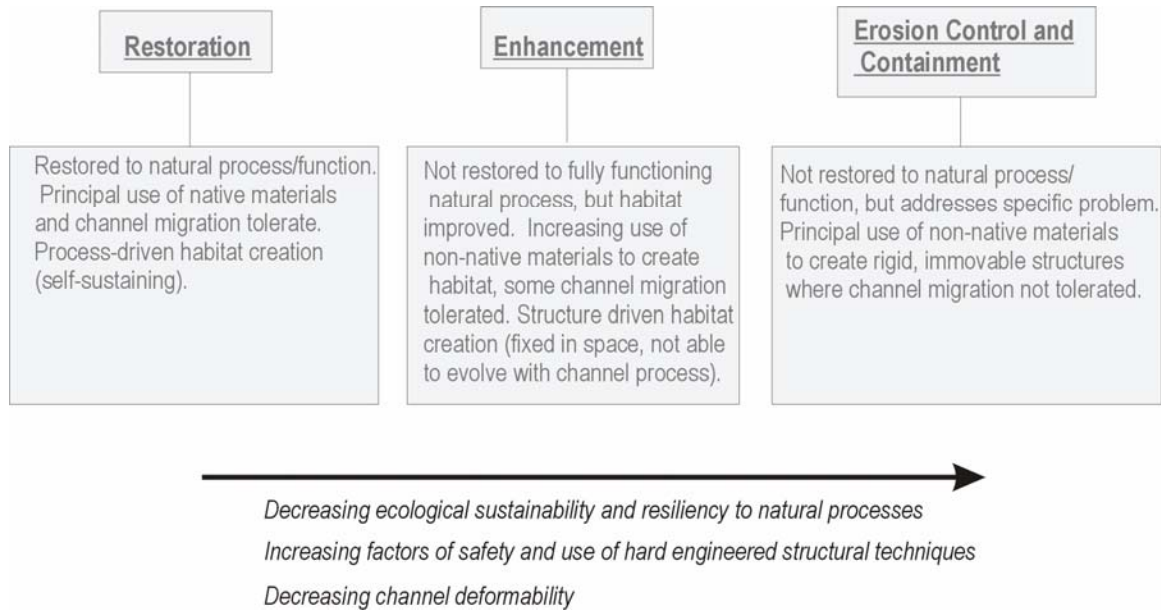 Restoration
Enhancement
Erosion Control and
Containment
Restored to natural process/function.
Principal use of native materials
and channel migration tolerate.
Process-driven habitat creation
(self-sustaining).
Not restored to fully functioning
natural process, but habitat
improved. Increasing use of
non-native materials to create
habitat, some channel migration
tolerated. Structure driven habitat
creation (fixed in space, not able
to evolve with channel process).
Not restored to natural process/
function, but addresses specific problem.
Principal use of non-native materials
to create rigid, immovable structures
where channel migration not tolerated.
Decreasing ecological sustainability and resiliency to natural processes
Increasing factors of safety and use of hard engineered structural techniques
Decreasing channel deformability